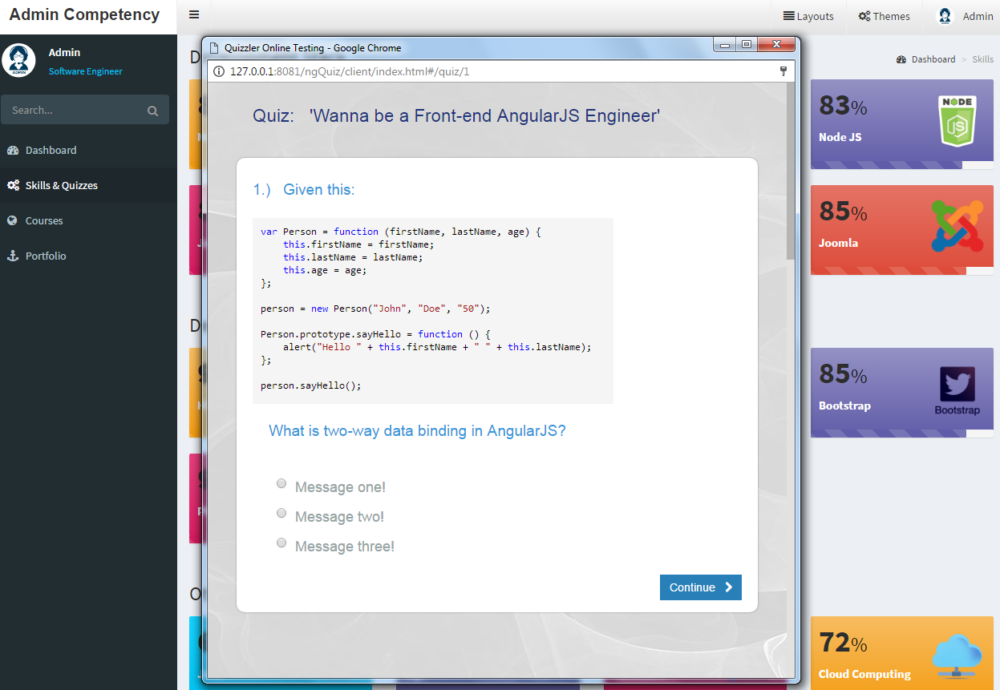 Admin Competency
Layouts
Themes
Admin
Admin
Software Engineer
ADMIN
Search...
Dashboard
Skills & Quizzes
Courses
Portfolio
Dashboard > Skills
Quizzler Online Testing - Google Chrome
127.0.0.1:8081/ngQuiz/client/index.html#/quiz/1
Quiz: 'Wanna be a Front-end AngularJS Engineer'
1.) Given this:
var Person = function (firstName, lastName, age) {
this.firstName = firstName;
this.lastName = lastName;
this.age = age;
};
person = new Person("John", "Doe", "50");
Person.prototype.sayHello = function () {
alert("Hello " + this.firstName + " " + this.lastName);
};
person.sayHello();
What is two-way data binding in AngularJS?
Message one!
Message two!
Message three!
Continue
83%
Node JS
NODE
JS
85%
Joomla
85%
Bootstrap
Bootstrap
72%
Cloud Computing